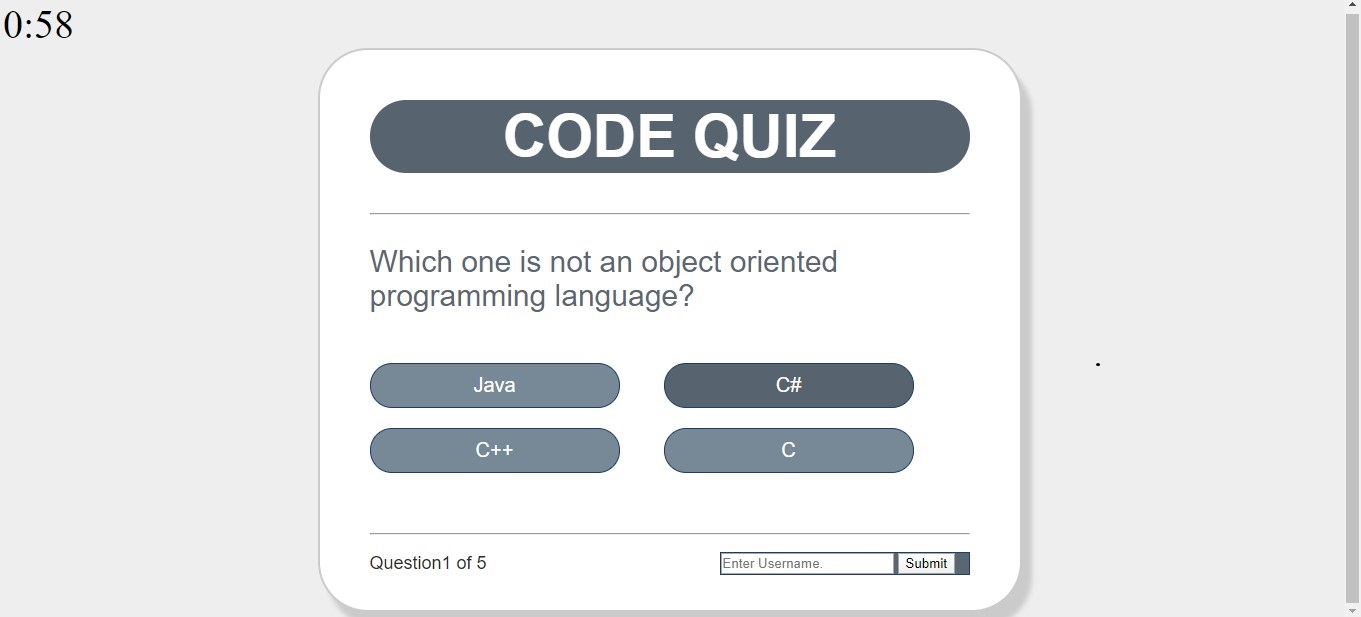 0:58
CODE QUIZ
Which one is not an object oriented
programming language?
Java
C#
C++
C
Question1 of 5
Enter Username.
Submit